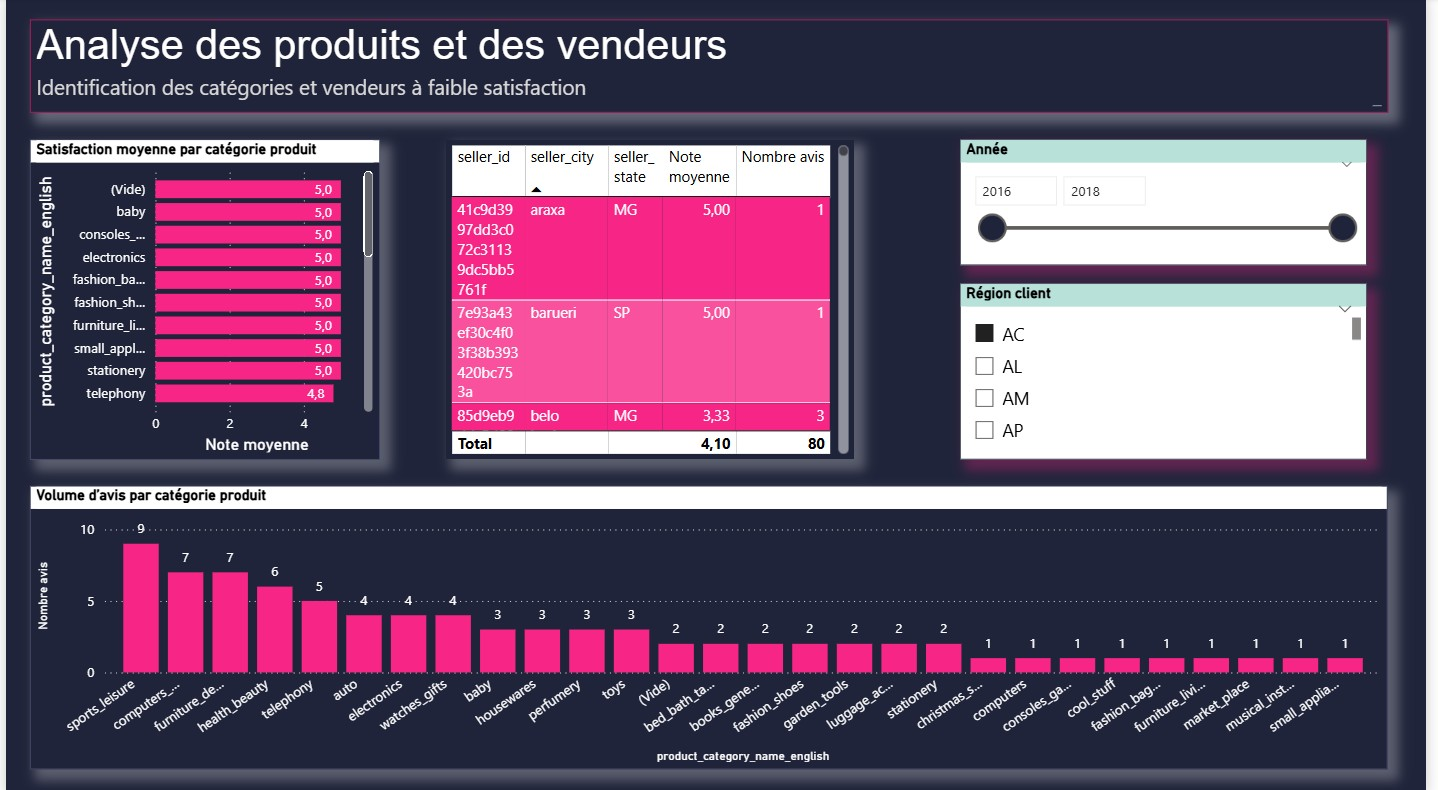 Analyse des produits et des vendeurs
Identification des catégories et vendeurs à faible satisfaction
Satisfaction moyenne par catégorie produit
product_category_name_english
(Vide) 5,0
baby 5,0
consoles_... 5,0
electronics 5,0
fashion_ba... 5,0
fashion_sh... 5,0
furniture_li... 5,0
small_appl... 5,0
stationery 5,0
telephony 4,8
0 2 4
Note moyenne
seller_id seller_city seller_ Note Nombre avis
state moyenne
41c9d39 araxa MG 5,00 1
97dd3c0
72c3113
9dc5bb5
761f
7e93a43 barueri SP 5,00 1
ef30c4f0
3f38b393
420bc75
3a
85d9eb9 belo MG 3,33 3
Total 4,10 80
Année
2016 2018
Région client
AC
AL
AM
AP
Volume d'avis par catégorie produit
Nombre avis
10
5
0
9 7 7 6 5 4 4 4 3 3 3 3 2 2 2 2 2 2 2 1 1 1 1 1 1 1 1 1
sports_leisure
computers_...
furniture_de...
health_beauty
telephony
auto
electronics
watches_gifts
baby
housewares
perfumery
toys
(Vide)
bed_bath_ta...
books_gene...
fashion_shoes
garden_tools
luggage_ac...
stationery
christmas_s...
computers
consoles_ga...
cool_stuff
fashion_bag...
furniture_livi...
market_place
musical_inst...
small_applia...
product_category_name_english